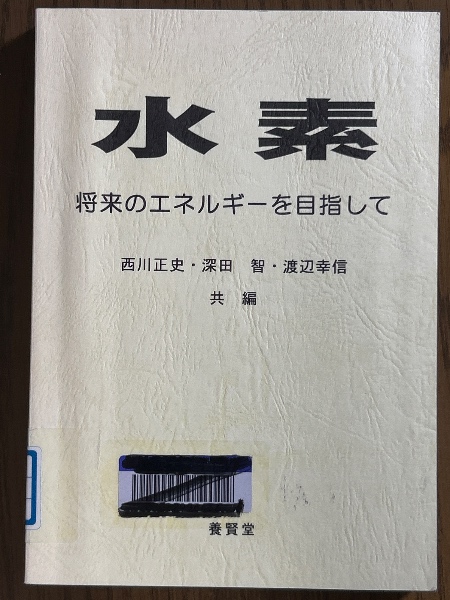 水素
将来のエネルギーを目指して
西川正史・深田 智・渡辺幸信
共編
養賢堂